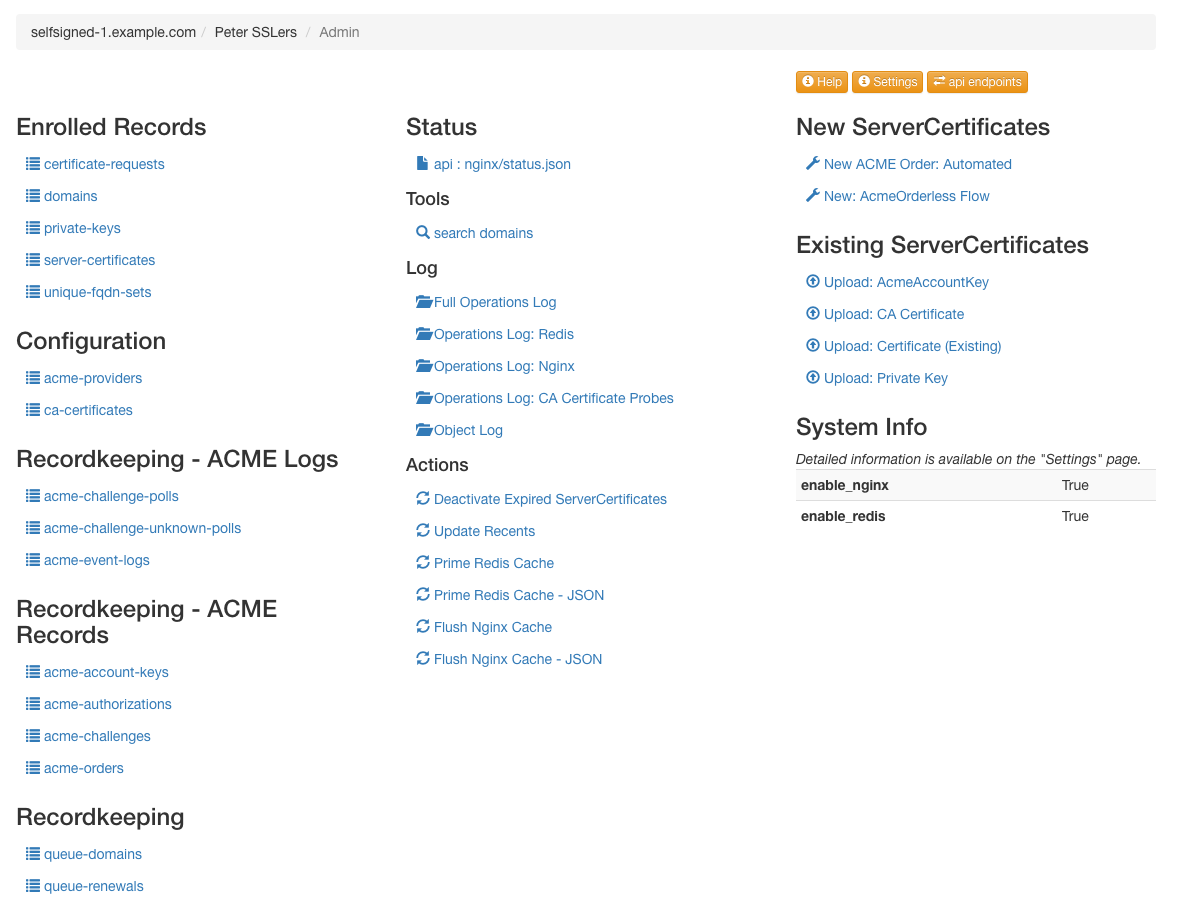 selfsigned-1.example.com / Peter SSLers / Admin
Help Settings api endpoints
Enrolled Records
certificate-requests
domains
private-keys
server-certificates
unique-fqdn-sets
Configuration
acme-providers
ca-certificates
Recordkeeping - ACME Logs
acme-challenge-polls
acme-challenge-unknown-polls
acme-event-logs
Recordkeeping - ACME
Records
acme-account-keys
acme-authorizations
acme-challenges
acme-orders
Recordkeeping
queue-domains
queue-renewals
Status
api : nginx/status.json
Tools
search domains
Log
Full Operations Log
Operations Log: Redis
Operations Log: Nginx
Operations Log: CA Certificate Probes
Object Log
Actions
Deactivate Expired ServerCertificates
Update Recents
Prime Redis Cache
Prime Redis Cache - JSON
Flush Nginx Cache
Flush Nginx Cache - JSON
New ServerCertificates
New ACME Order: Automated
New: AcmeOrderless Flow
Existing ServerCertificates
Upload: AcmeAccountKey
Upload: CA Certificate
Upload: Certificate (Existing)
Upload: Private Key
System Info
Detailed information is available on the "Settings" page.
enable_nginx True
enable_redis True